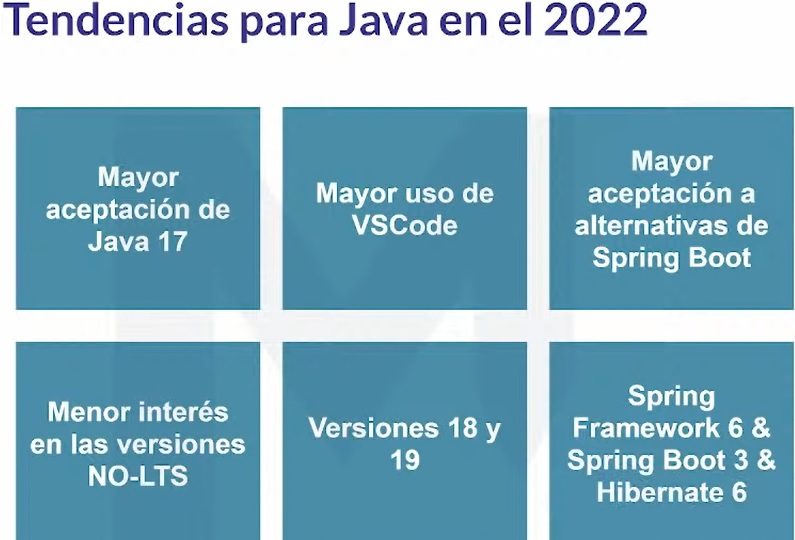 Tendencias para Java en el 2022
Mayor
aceptación de
Java 17
Mayor uso de
VSCode
Mayor
aceptación a
alternativas de
Spring Boot
Menor interés
en las versiones
NO-LTS
Versiones 18 y
19
Spring
Framework 6 &
Spring Boot 3 &
Hibernate 6